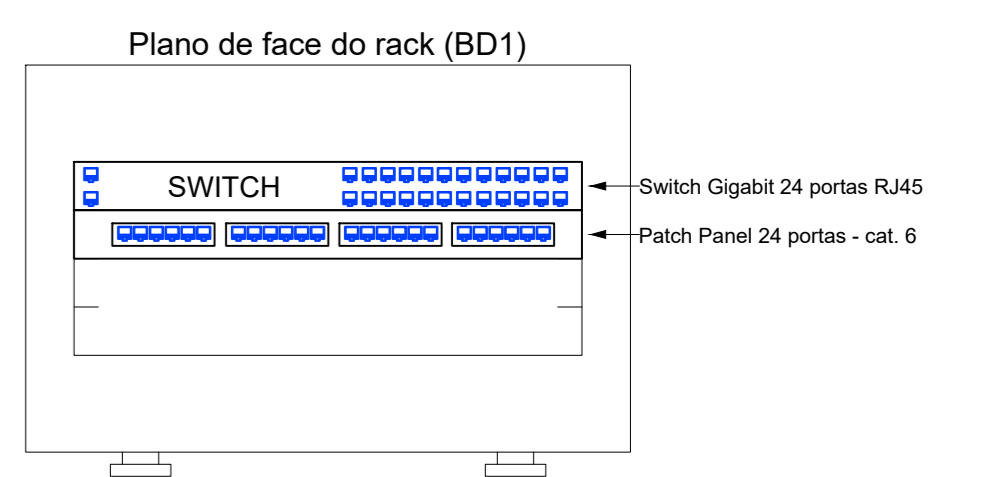 Plano de face do rack (BD1)
SWITCH
Switch Gigabit 24 portas RJ45
Patch Panel 24 portas - cat. 6